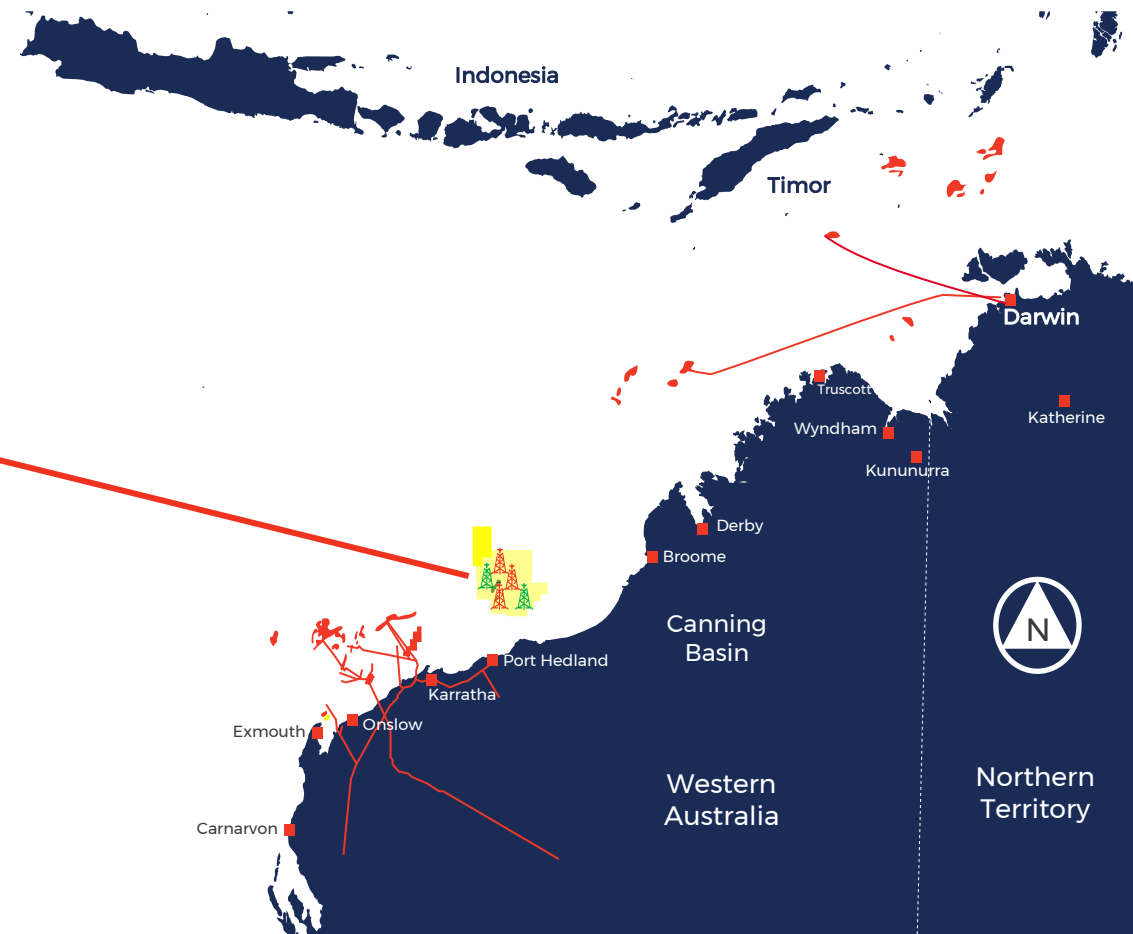 Indonesia
Timor
Darwin
Truscott
Katherine
Wyndham
Kununurra
Derby
Broome
Canning
Basin
N
Port Hedland
Karratha
Onslow
Exmouth
Western
Australia
Northern
Territory
Carnarvon